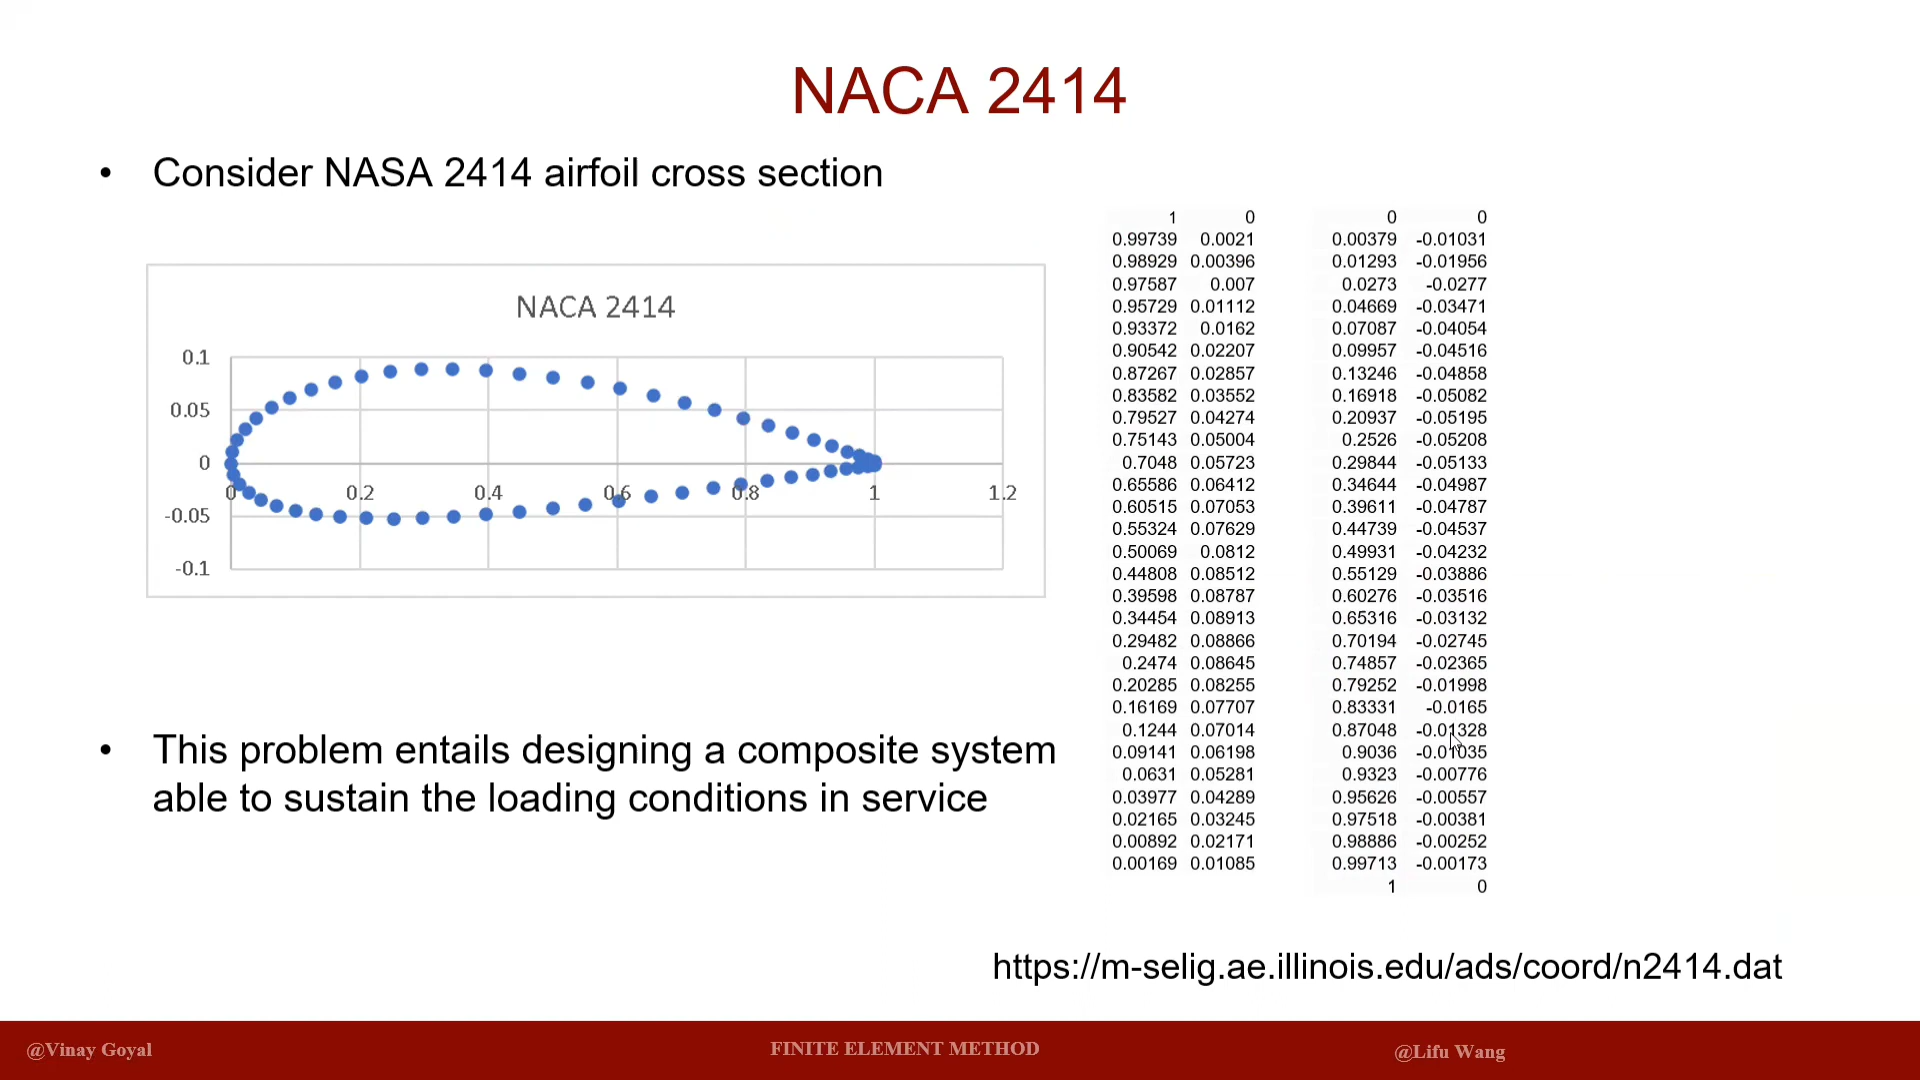 NACA 2414
• Consider NASA 2414 airfoil cross section
NACA 2414
0.1
0.05
0
-0.05
-0.1
0 0.2 0.4 0.6 0.8 1 1.2
• This problem entails designing a composite system
able to sustain the loading conditions in service
1 0 0 0
0.99739 0.0021 0.00379 -0.01031
0.98929 0.00396 0.01293 -0.01956
0.97587 0.007 0.0273 -0.0277
0.95729 0.01112 0.04669 -0.03471
0.93372 0.0162 0.07087 -0.04054
0.90542 0.02207 0.09957 -0.04516
0.87267 0.02857 0.13246 -0.04858
0.83582 0.03552 0.16918 -0.05082
0.79527 0.04274 0.20937 -0.05195
0.75143 0.05004 0.2526 -0.05208
0.7048 0.05723 0.29844 -0.05133
0.65586 0.06412 0.34644 -0.04987
0.60515 0.07053 0.39611 -0.04787
0.55324 0.07629 0.44739 -0.04537
0.50069 0.0812 0.49931 -0.04232
0.44808 0.08512 0.55129 -0.03886
0.39598 0.08787 0.60276 -0.03516
0.34454 0.08913 0.65316 -0.03132
0.29482 0.08866 0.70194 -0.02745
0.2474 0.08645 0.74857 -0.02365
0.20285 0.08255 0.79252 -0.01998
0.16169 0.07707 0.83331 -0.0165
0.1244 0.07014 0.87048 -0.01328
0.09141 0.06198 0.9036 -0.01035
0.0631 0.05281 0.9323 -0.00776
0.03977 0.04289 0.95626 -0.00557
0.02165 0.03245 0.97518 -0.00381
0.00892 0.02171 0.98886 -0.00252
0.00169 0.01085 0.99713 -0.00173
1 0
https://m-selig.ae.illinois.edu/ads/coord/n2414.dat
@Vinay Goyal FINITE ELEMENT METHOD @Lifu Wang